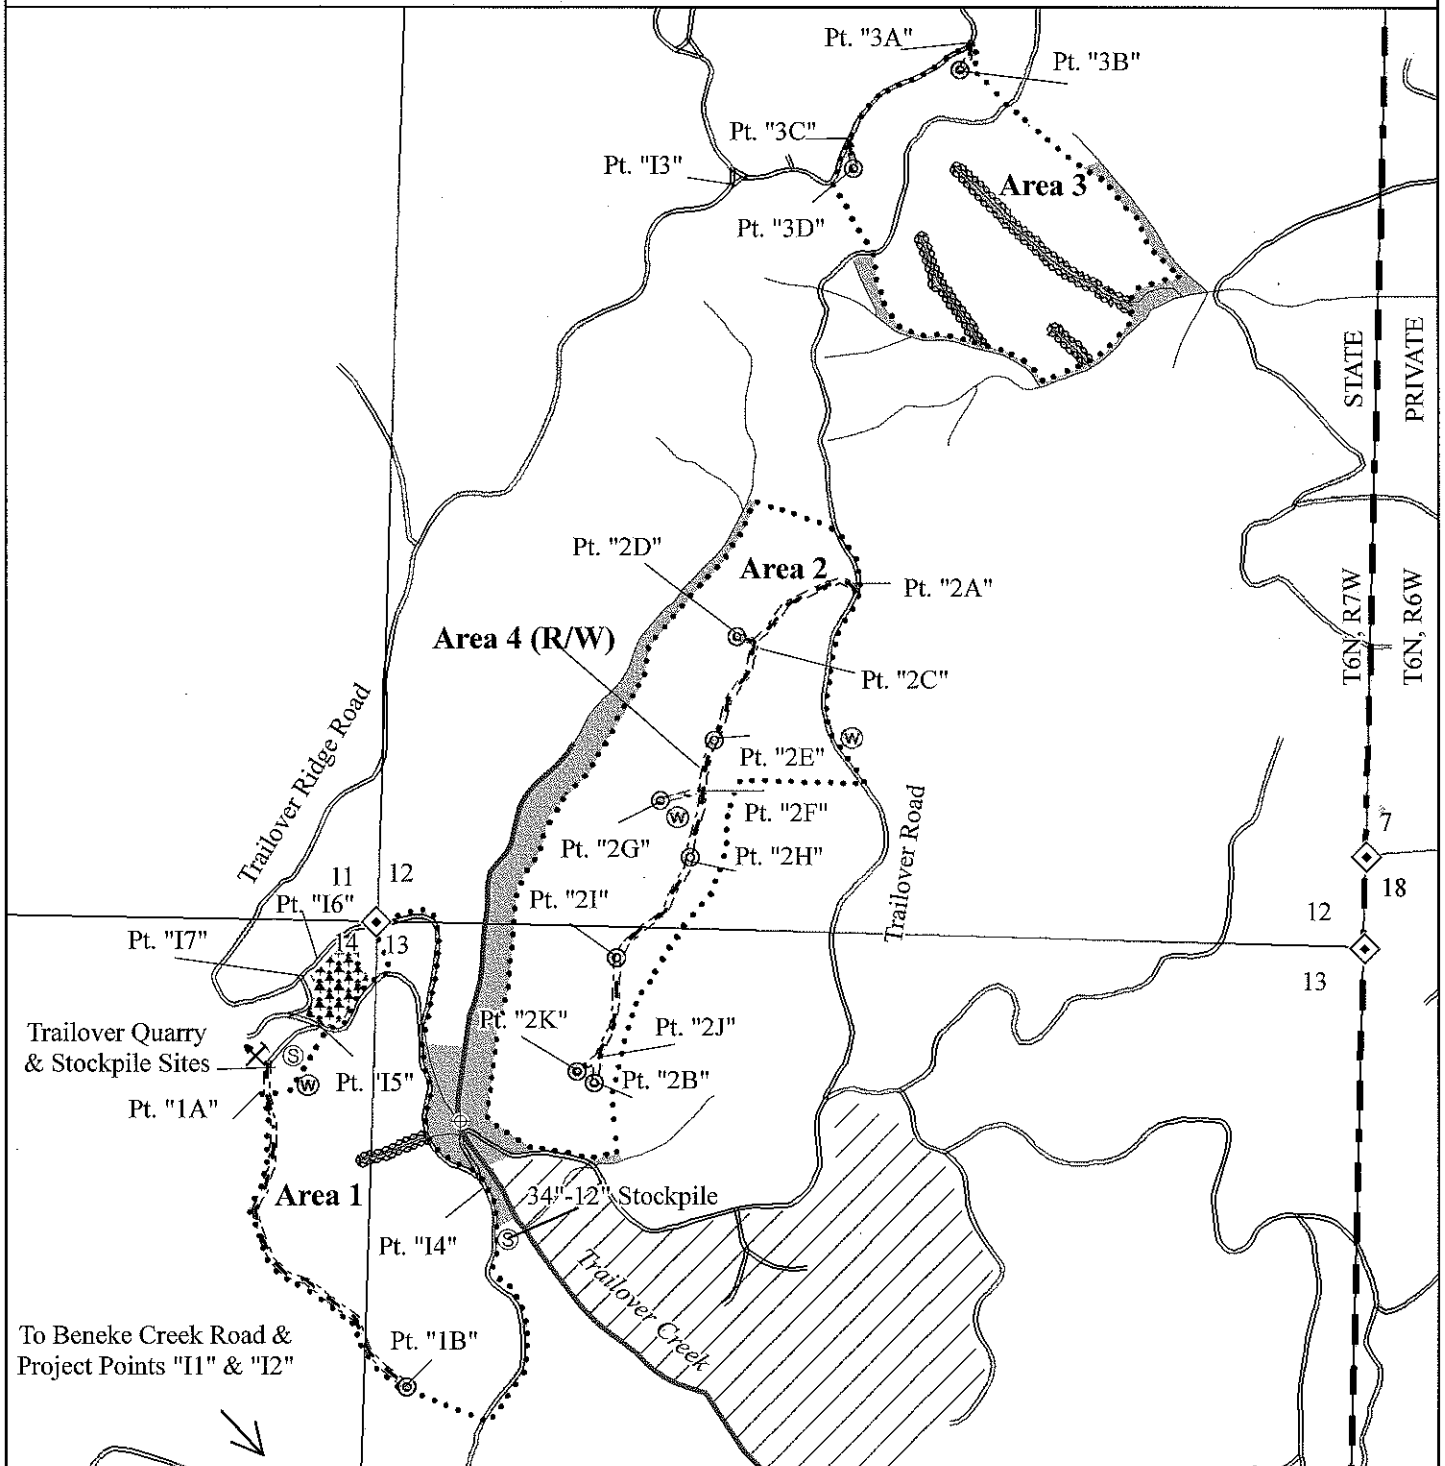 Pt. "3A"
Pt. "3B"
Pt. "3C"
Pt. "I3"
Area 3
Pt. "3D"
STATE
PRIVATE
Pt. "2D"
Area 2
Pt. "2A"
T6N, R7W
T6N, R6W
Area 4 (R/W)
Pt. "2C"
Trailover Ridge Road
W
Pt. "2E"
Pt. "2F"
W
Pt. "2G"
Pt. "2H"
Trailover Road
7
18
11
12
Pt. "I6"
Pt. "2I"
12
Pt. "I7"
14
13
13
Trailover Quarry
& Stockpile Sites
S
W
Pt. "2K"
Pt. "2J"
Pt. "I5"
Pt. "2B"
Pt. "1A"
Area 1
34"-12" Stockpile
Pt. "I4"
S
Trailover Creek
To Beneke Creek Road &
Project Points "I1" & "I2"
Pt. "1B"